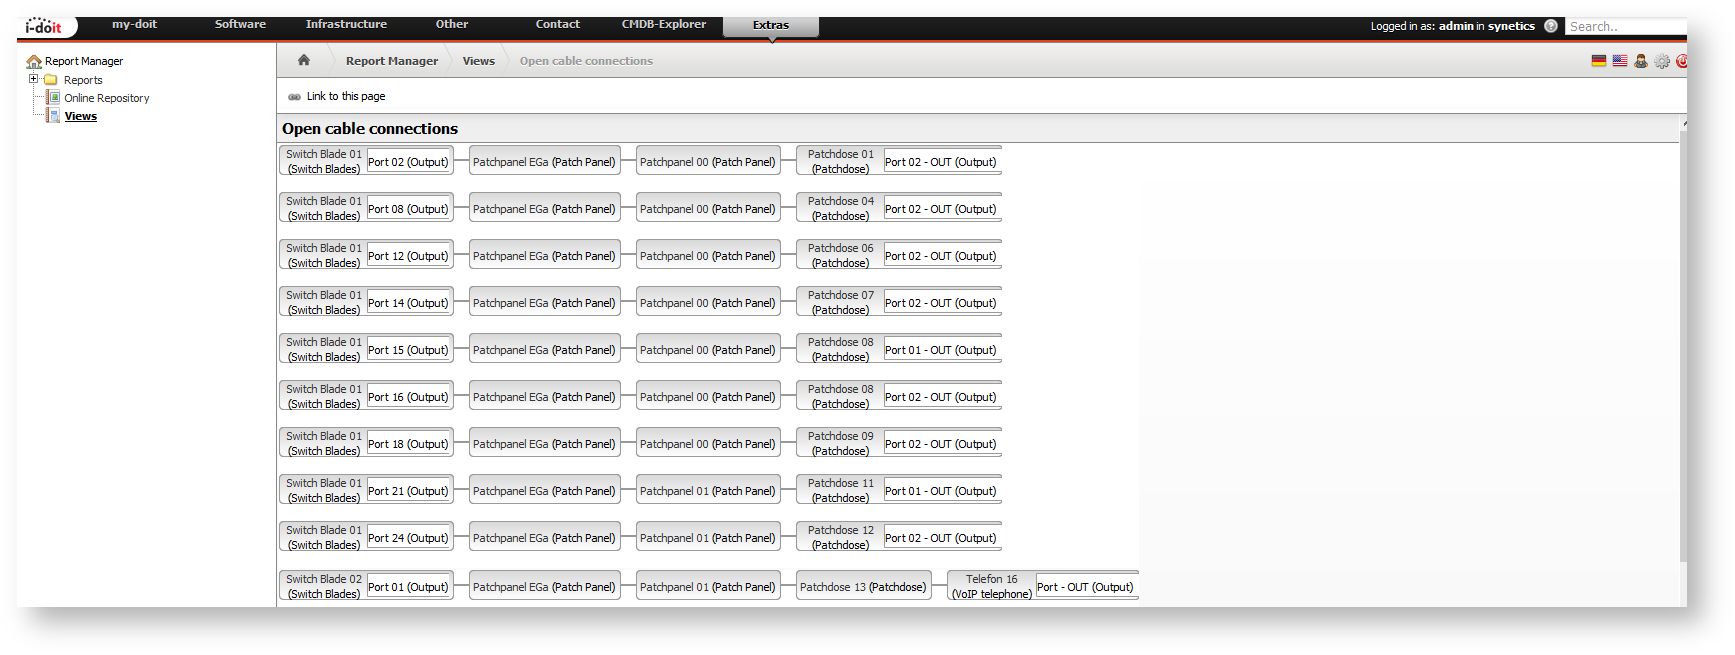 i-doit
my-doit Software Infrastructure Other Contact CMDB-Explorer Extras Logged in as: admin in synetics ? Search..
Report Manager
Reports
Online Repository
Views
Report Manager Views Open cable connections
Link to this page
Open cable connections
Switch Blade 01 (Switch Blades) Port 02 (Output) Patchpanel EGa (Patch Panel) Patchpanel 00 (Patch Panel) Patchdose 01 (Patchdose) Port 02 - OUT (Output)
Switch Blade 01 (Switch Blades) Port 08 (Output) Patchpanel EGa (Patch Panel) Patchpanel 00 (Patch Panel) Patchdose 04 (Patchdose) Port 02 - OUT (Output)
Switch Blade 01 (Switch Blades) Port 12 (Output) Patchpanel EGa (Patch Panel) Patchpanel 00 (Patch Panel) Patchdose 06 (Patchdose) Port 02 - OUT (Output)
Switch Blade 01 (Switch Blades) Port 14 (Output) Patchpanel EGa (Patch Panel) Patchpanel 00 (Patch Panel) Patchdose 07 (Patchdose) Port 02 - OUT (Output)
Switch Blade 01 (Switch Blades) Port 15 (Output) Patchpanel EGa (Patch Panel) Patchpanel 00 (Patch Panel) Patchdose 08 (Patchdose) Port 01 - OUT (Output)
Switch Blade 01 (Switch Blades) Port 16 (Output) Patchpanel EGa (Patch Panel) Patchpanel 00 (Patch Panel) Patchdose 08 (Patchdose) Port 02 - OUT (Output)
Switch Blade 01 (Switch Blades) Port 18 (Output) Patchpanel EGa (Patch Panel) Patchpanel 00 (Patch Panel) Patchdose 09 (Patchdose) Port 02 - OUT (Output)
Switch Blade 01 (Switch Blades) Port 21 (Output) Patchpanel EGa (Patch Panel) Patchpanel 01 (Patch Panel) Patchdose 11 (Patchdose) Port 01 - OUT (Output)
Switch Blade 01 (Switch Blades) Port 24 (Output) Patchpanel EGa (Patch Panel) Patchpanel 01 (Patch Panel) Patchdose 12 (Patchdose) Port 02 - OUT (Output)
Switch Blade 02 (Switch Blades) Port 01 (Output) Patchpanel EGa (Patch Panel) Patchpanel 01 (Patch Panel) Patchdose 13 (Patchdose) Telefon 16 (VoIP telephone) Port - OUT (Output)